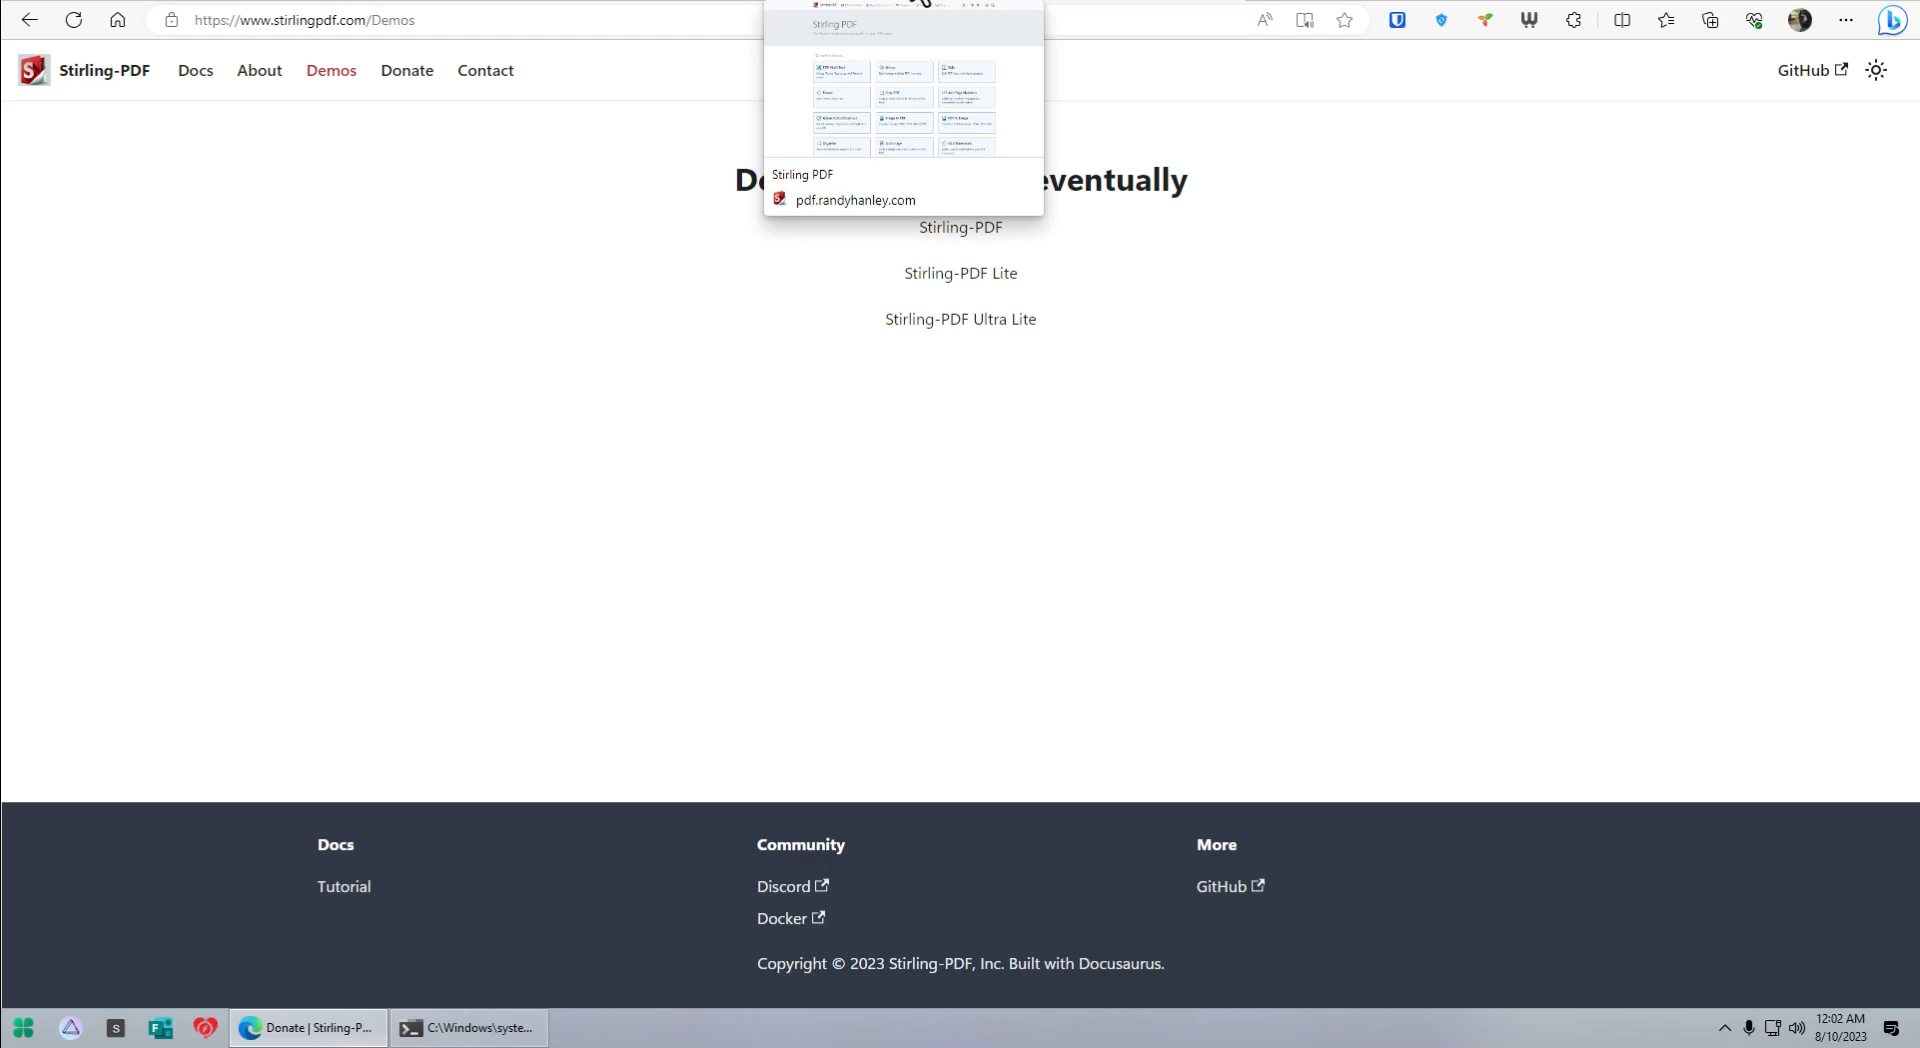 https://www.stirlingpdf.com/Demos
Stirling-PDF Docs About Demos Donate Contact GitHub
Stirling PDF
Merge
Stirling PDF
pdf.randyhanley.com
eventually
Stirling-PDF
Stirling-PDF Lite
Stirling-PDF Ultra Lite
Docs
Tutorial
Community
Discord
Docker
More
GitHub
Copyright © 2023 Stirling-PDF, Inc. Built with Docusaurus.
Donate | Stirling-P...
C:\Windows\syste...
12:02 AM
8/10/2023